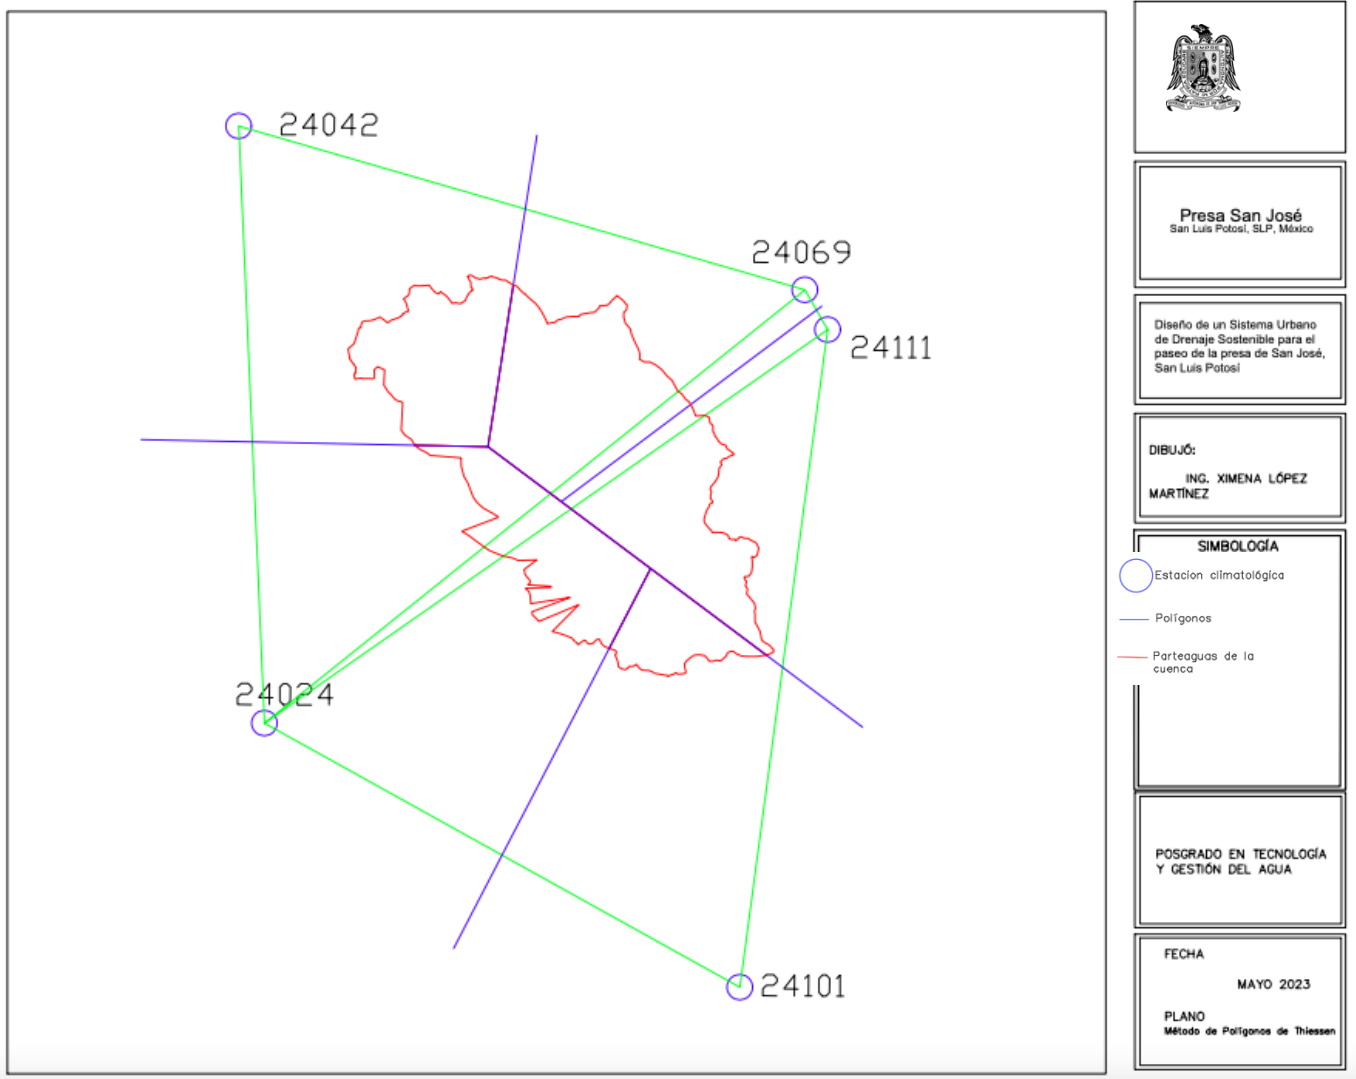 24042
24069
24111
24024
24101
SIEMPRE
Presa San José
San Luis Potosí, SLP, México
Diseño de un Sistema Urbano
de Drenaje Sostenible para el
paseo de la presa de San José,
San Luis Potosí
DIBUJÓ:
ING. XIMENA LÓPEZ
MARTÍNEZ
SIMBOLOGÍA
Estacion climatológica
Polígonos
Parteaguas de la
cuenca
POSGRADO EN TECNOLOGÍA
Y GESTIÓN DEL AGUA
FECHA
MAYO 2023
PLANO
Método de Polígonos de Thiessen